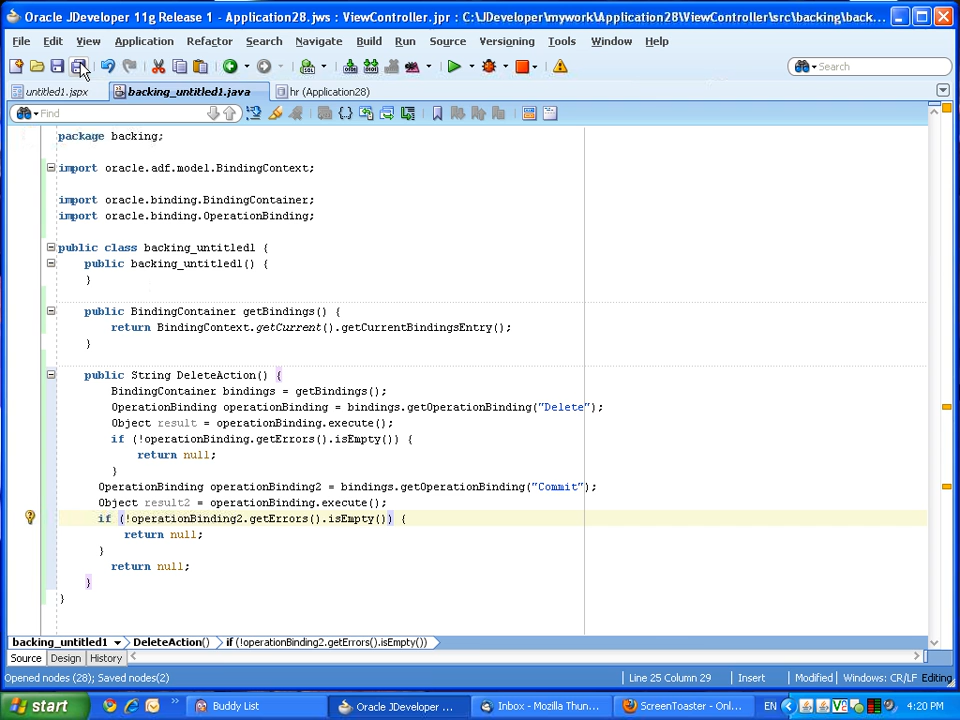 Oracle JDeveloper 11g Release 1 - Application28.jws : ViewController.jpr : C:\JDeveloper\mywork\Application28\ViewController\src\backing\back...
File Edit View Application Refactor Search Navigate Build Run Source Versioning Tools Window Help
Search
untitled1.jspx backing_untitled1.java hr (Application28)
Find
package backing;
import oracle.adf.model.BindingContext;
import oracle.binding.BindingContainer;
import oracle.binding.OperationBinding;
public class backing_untitled1 {
public backing_untitled1() {
}
public BindingContainer getBindings() {
return BindingContext.getCurrent().getCurrentBindingsEntry();
}
public String DeleteAction() {
BindingContainer bindings = getBindings();
OperationBinding operationBinding = bindings.getOperationBinding("Delete");
Object result = operationBinding.execute();
if (!operationBinding.getErrors().isEmpty()) {
return null;
}
OperationBinding operationBinding2 = bindings.getOperationBinding("Commit");
Object result2 = operationBinding.execute();
if (!operationBinding2.getErrors().isEmpty()) {
return null;
}
return null;
}
}
backing_untitled1 DeleteAction() if (!operationBinding2.getErrors().isEmpty())
Source Design History
Opened nodes (28); Saved nodes(2) Line 25 Column 29 Insert Modified Windows: CR/LF Editing
start Buddy List Oracle JDeveloper ... Inbox - Mozilla Thun... ScreenToaster - Onl... EN 4:20 PM